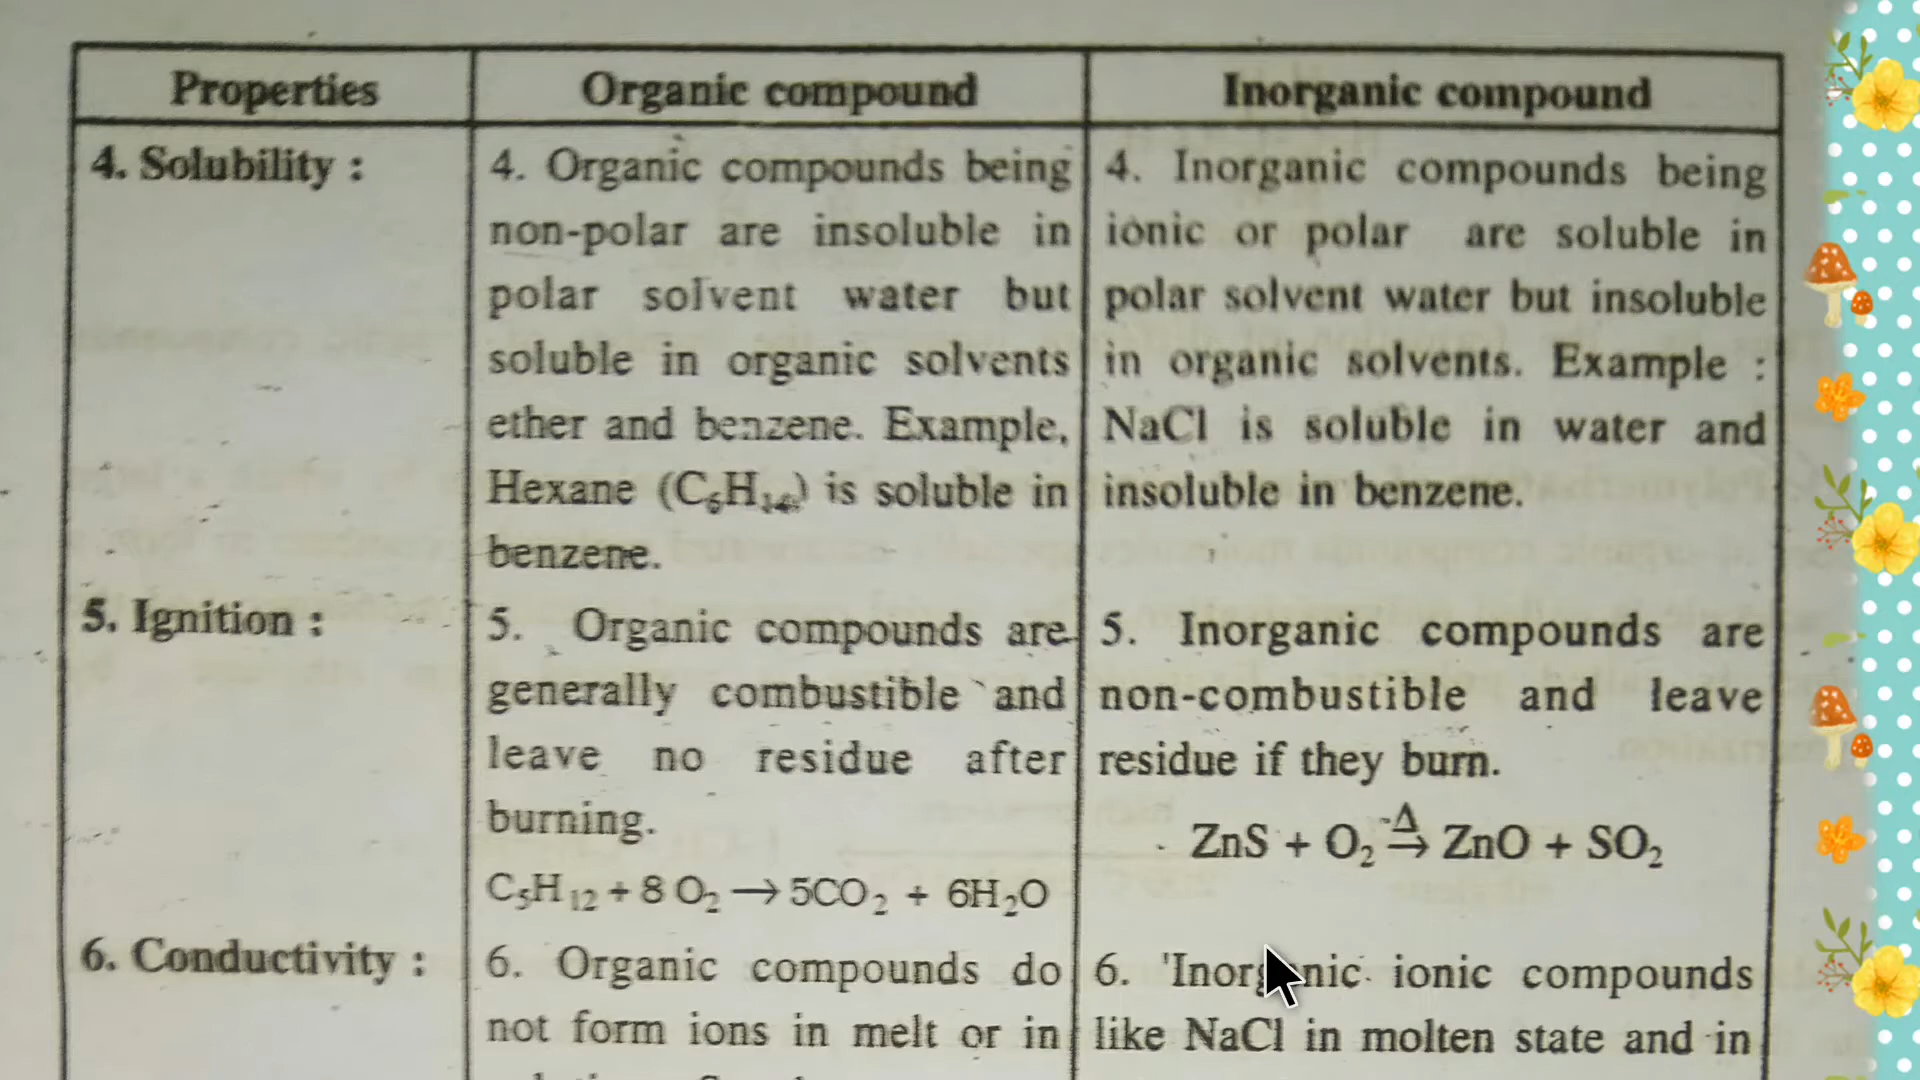 Properties
Organic compound
Inorganic compound
4. Solubility :
4. Organic compounds being
non-polar are insoluble in
polar solvent water but
soluble in organic solvents
ether and benzene. Example,
Hexane (C₆H₁₄) is soluble in
benzene.
4. Inorganic compounds being
ionic or polar are soluble in
polar solvent water but insoluble
in organic solvents. Example :
NaCl is soluble in water and
insoluble in benzene.
5. Ignition :
5. Organic compounds are
generally combustible and
leave no residue after
burning.
C₅H₁₂ + 8 O₂ → 5CO₂ + 6H₂O
5. Inorganic compounds are
non-combustible and leave
residue if they burn.
ZnS + O₂ →Δ ZnO + SO₂
6. Conductivity :
6. Organic compounds do
not form ions in melt or in
6. 'Inorganic ionic compounds
like NaCl in molten state and in